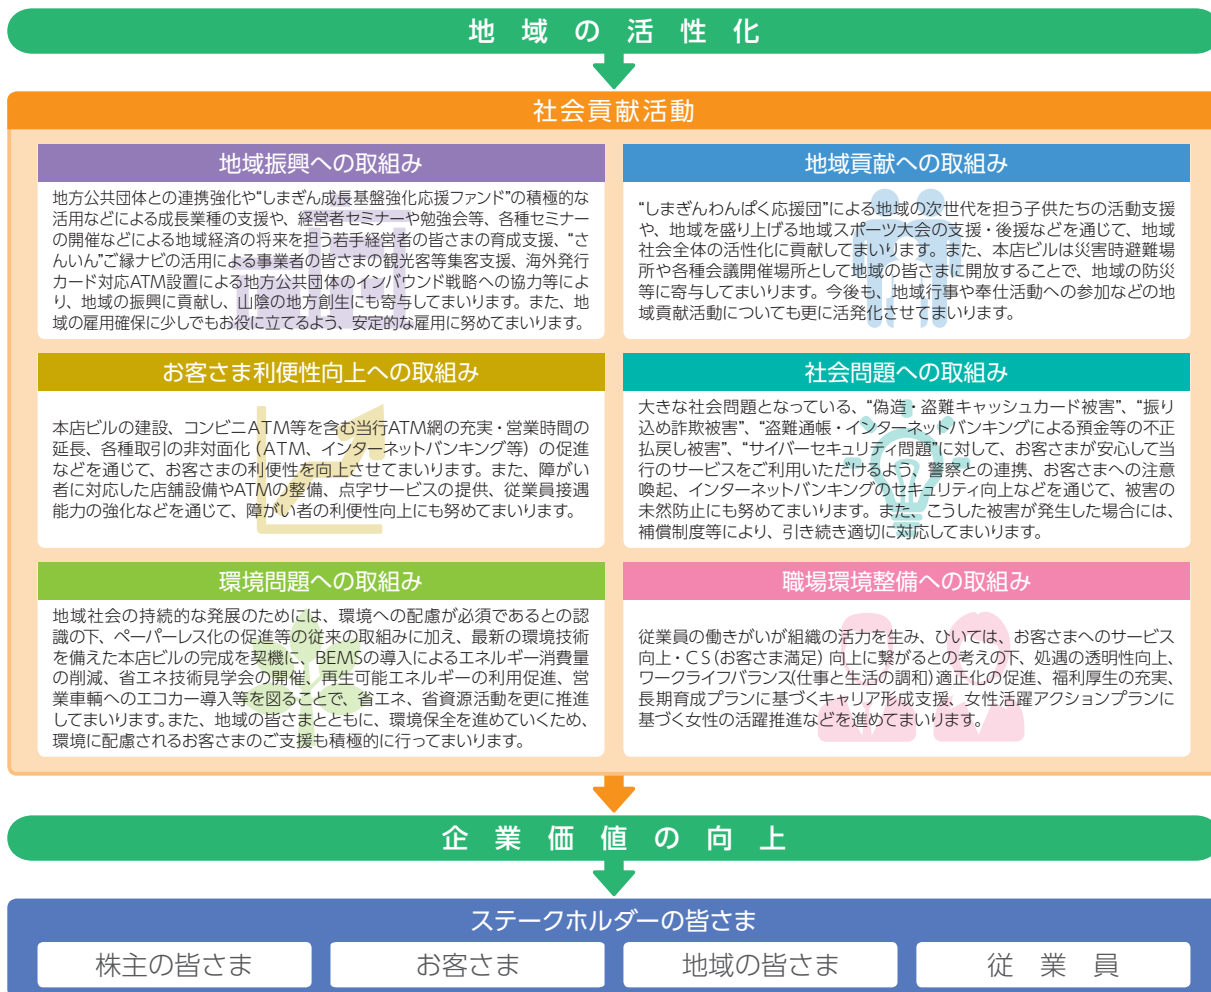 地域の活性化
社会貢献活動
地域振興への取組み
地方公共団体との連携強化や“しまぎん成長基盤強化応援ファンド”の積極的な
活用などによる成長業種の支援や、経営者セミナーや勉強会等、各種セミナー
の開催などによる地域経済の将来を担う若手経営者の皆さまの育成支援、“さ
んいん”ご縁ナビの活用による事業者の皆さまの観光客等集客支援、海外発行
カード対応ATM設置による地方公共団体のインバウンド戦略への協力等によ
り、地域の振興に貢献し、山陰の地方創生にも寄与してまいります。また、地
域の雇用確保に少しでもお役に立てるよう、安定的な雇用に努めてまいります。
地域貢献への取組み
“しまぎんわんぱく応援団”による地域の次世代を担う子供たちの活動支援
や、地域を盛り上げる地域スポーツ大会の支援・後援などを通じて、地域
社会全体の活性化に貢献してまいります。また、本店ビルは災害時避難場
所や各種会議開催場所として地域の皆さまに開放することで、地域の防災
等に寄与してまいります。今後も、地域行事や奉仕活動への参加などの地
域貢献活動についても更に活発化させてまいります。
お客さま利便性向上への取組み
本店ビルの建設、コンビニATM等を含む当行ATM網の充実・営業時間の
延長、各種取引の非対面化（ATM、インターネットバンキング等）の促進
などを通じて、お客さまの利便性を向上させてまいります。また、障がい
者に対応した店舗設備やATMの整備、点字サービスの提供、従業員接遇
能力の強化などを通じて、障がい者の利便性向上にも努めてまいります。
社会問題への取組み
大きな社会問題となっている、“偽造・盗難キャッシュカード被害”、“振り
込め詐欺被害”、“盗難通帳・インターネットバンキングによる預金等の不正
払戻し被害”、“サイバーセキュリティ問題”に対して、お客さまが安心して当
行のサービスをご利用いただけるよう、警察との連携、お客さまへの注意
喚起、インターネットバンキングのセキュリティ向上などを通じて、被害の
未然防止にも努めてまいります。また、こうした被害が発生した場合には、
補償制度等により、引き続き適切に対応してまいります。
環境問題への取組み
地域社会の持続的な発展のためには、環境への配慮が必須であるとの認
識の下、ペーパーレス化の促進等の従来の取組みに加え、最新の環境技術
を備えた本店ビルの完成を契機に、BEMSの導入によるエネルギー消費量
の削減、省エネ技術見学会の開催、再生可能エネルギーの利用促進、営
業車輌へのエコカー導入等を図ることで、省エネ、省資源活動を更に推進
してまいります。また、地域の皆さまとともに、環境保全を進めていくため、
環境に配慮されるお客さまのご支援も積極的に行ってまいります。
職場環境整備への取組み
従業員の働きがいが組織の活力を生み、ひいては、お客さまへのサービス
向上・CS（お客さま満足）向上に繋がるとの考えの下、処遇の透明性向上、
ワークライフバランス（仕事と生活の調和）適正化の促進、福利厚生の充実、
長期育成プランに基づくキャリア形成支援、女性活躍アクションプランに
基づく女性の活躍推進などを進めてまいります。
企業価値の向上
ステークホルダーの皆さま
株主の皆さま
お客さま
地域の皆さま
従業員